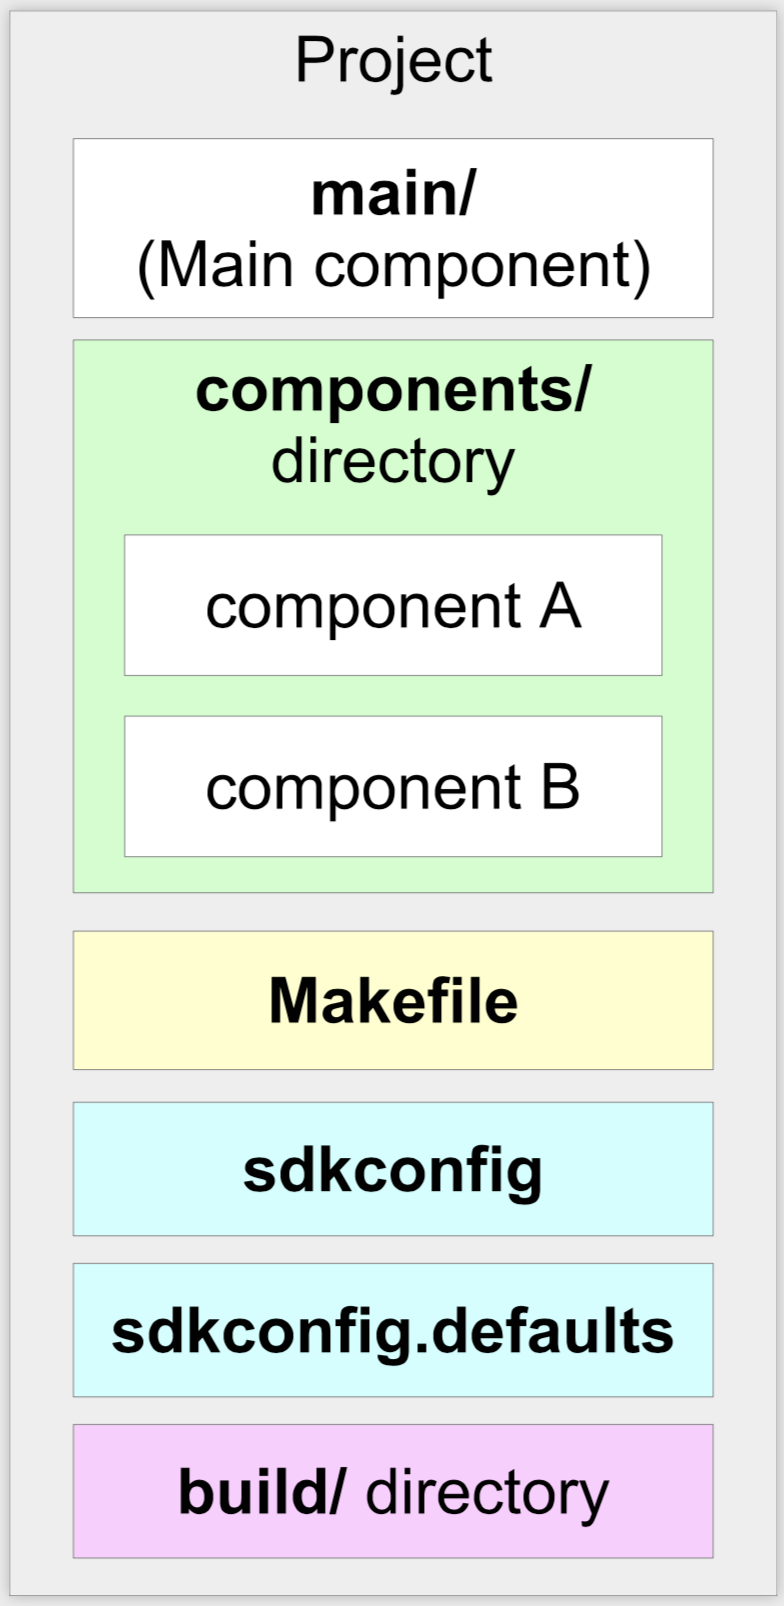 Project
main/
(Main component)
components/
directory
component A
component B
Makefile
sdkconfig
sdkconfig.defaults
build/ directory